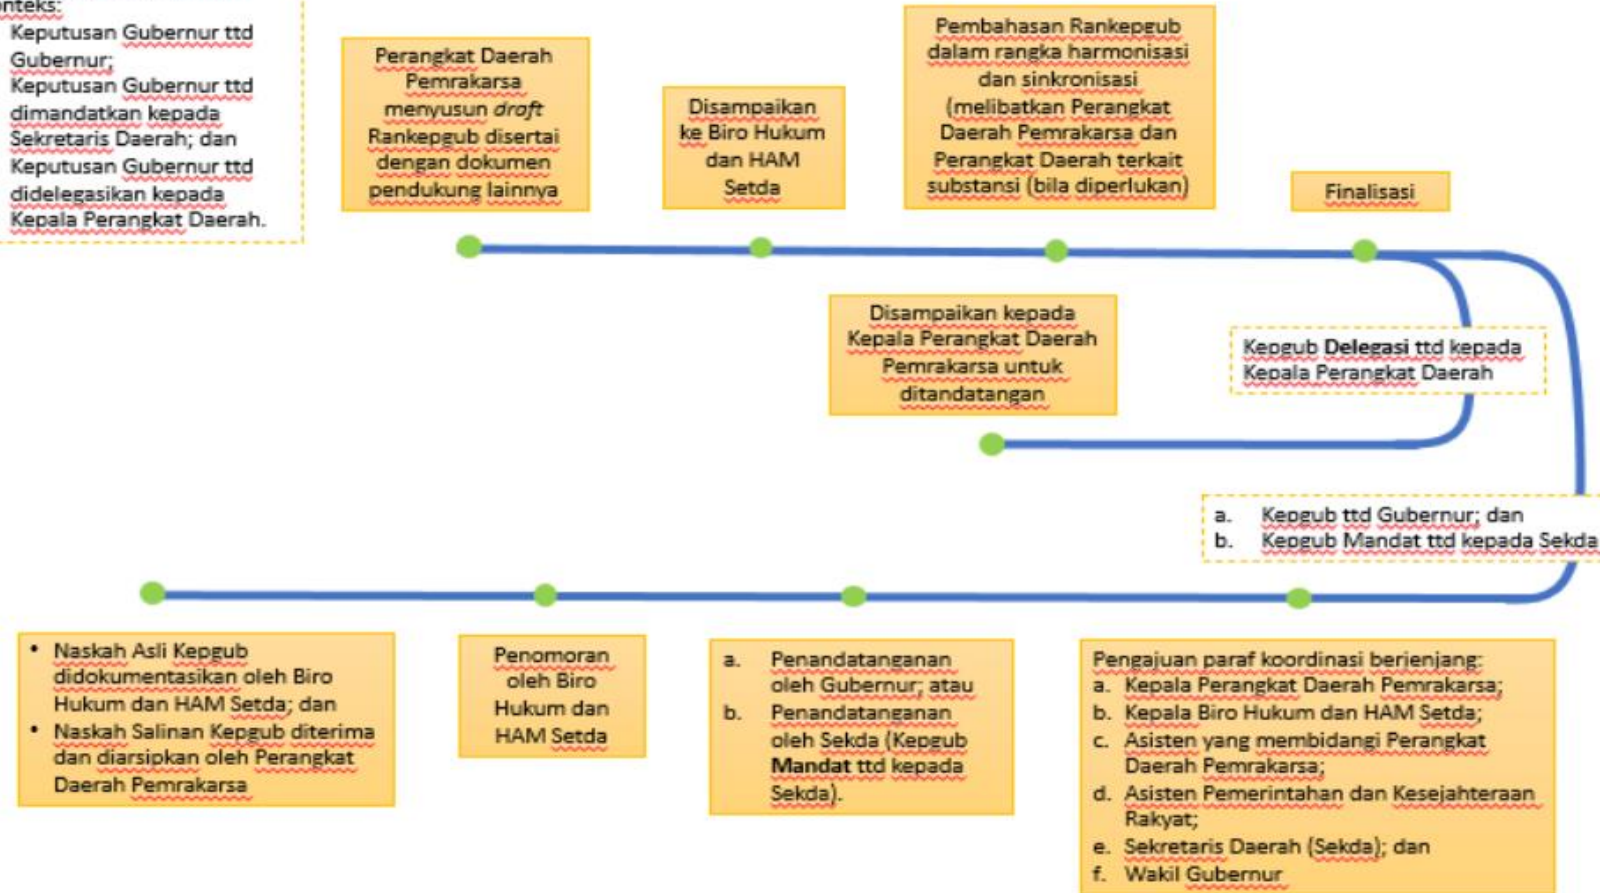 onteks:
Keputusan Gubernur ttd
Gubernur;
Keputusan Gubernur ttd
dimandatkan kepada
Sekretaris Daerah; dan
Keputusan Gubernur ttd
didelegasikan kepada
Kepala Perangkat Daerah.
Perangkat Daerah
Pemrakarsa
menyusun draft
Rankepgub disertai
dengan dokumen
pendukung lainnya
Disampaikan
ke Biro Hukum
dan HAM
Setda
Pembahasan Rankepgub
dalam rangka harmonisasi
dan sinkronisasi
(melibatkan Perangkat
Daerah Pemrakarsa dan
Perangkat Daerah terkait
substansi (bila diperlukan)
Finalisasi
Disampaikan kepada
Kepala Perangkat Daerah
Pemrakarsa untuk
ditandatangan
Kepgub Delegasi ttd kepada
Kepala Perangkat Daerah
a. Kepgub ttd Gubernur; dan
b. Kepgub Mandat ttd kepada Sekda
• Naskah Asli Kepgub
didokumentasikan oleh Biro
Hukum dan HAM Setda; dan
• Naskah Salinan Kepgub diterima
dan diarsipkan oleh Perangkat
Daerah Pemrakarsa
Penomoran
oleh Biro
Hukum dan
HAM Setda
a. Penandatanganan
oleh Gubernur; atau
b. Penandatanganan
oleh Sekda (Kepgub
Mandat ttd kepada
Sekda).
Pengajuan paraf koordinasi berjenjang:
a. Kepala Perangkat Daerah Pemrakarsa;
b. Kepala Biro Hukum dan HAM Setda;
c. Asisten yang membidangi Perangkat
Daerah Pemrakarsa;
d. Asisten Pemerintahan dan Kesejahteraan
Rakyat;
e. Sekretaris Daerah (Sekda); dan
f. Wakil Gubernur